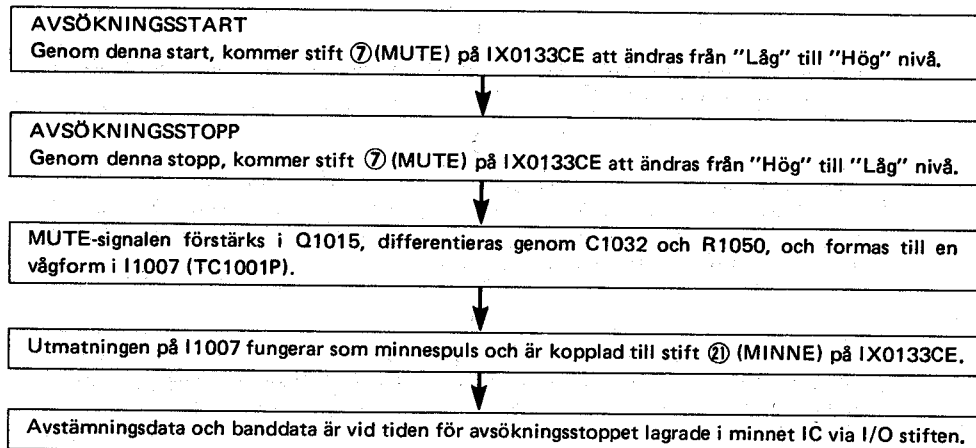 AVSÖKNINGSSTART
Genom denna start, kommer stift ⑦ (MUTE) på IX0133CE att ändras från "Låg" till "Hög" nivå.
AVSÖKNINGSSTOPP
Genom denna stopp, kommer stift ⑦ (MUTE) på IX0133CE att ändras från "Hög" till "Låg" nivå.
MUTE-signalen förstärks i Q1015, differentieras genom C1032 och R1050, och formas till en
vågform i I1007 (TC1001P).
Utmatningen på I1007 fungerar som minnespuls och är kopplad till stift ㉑ (MINNE) på IX0133CE.
Avstämningsdata och banddata är vid tiden för avsökningsstoppet lagrade i minnet IC via I/O stiften.